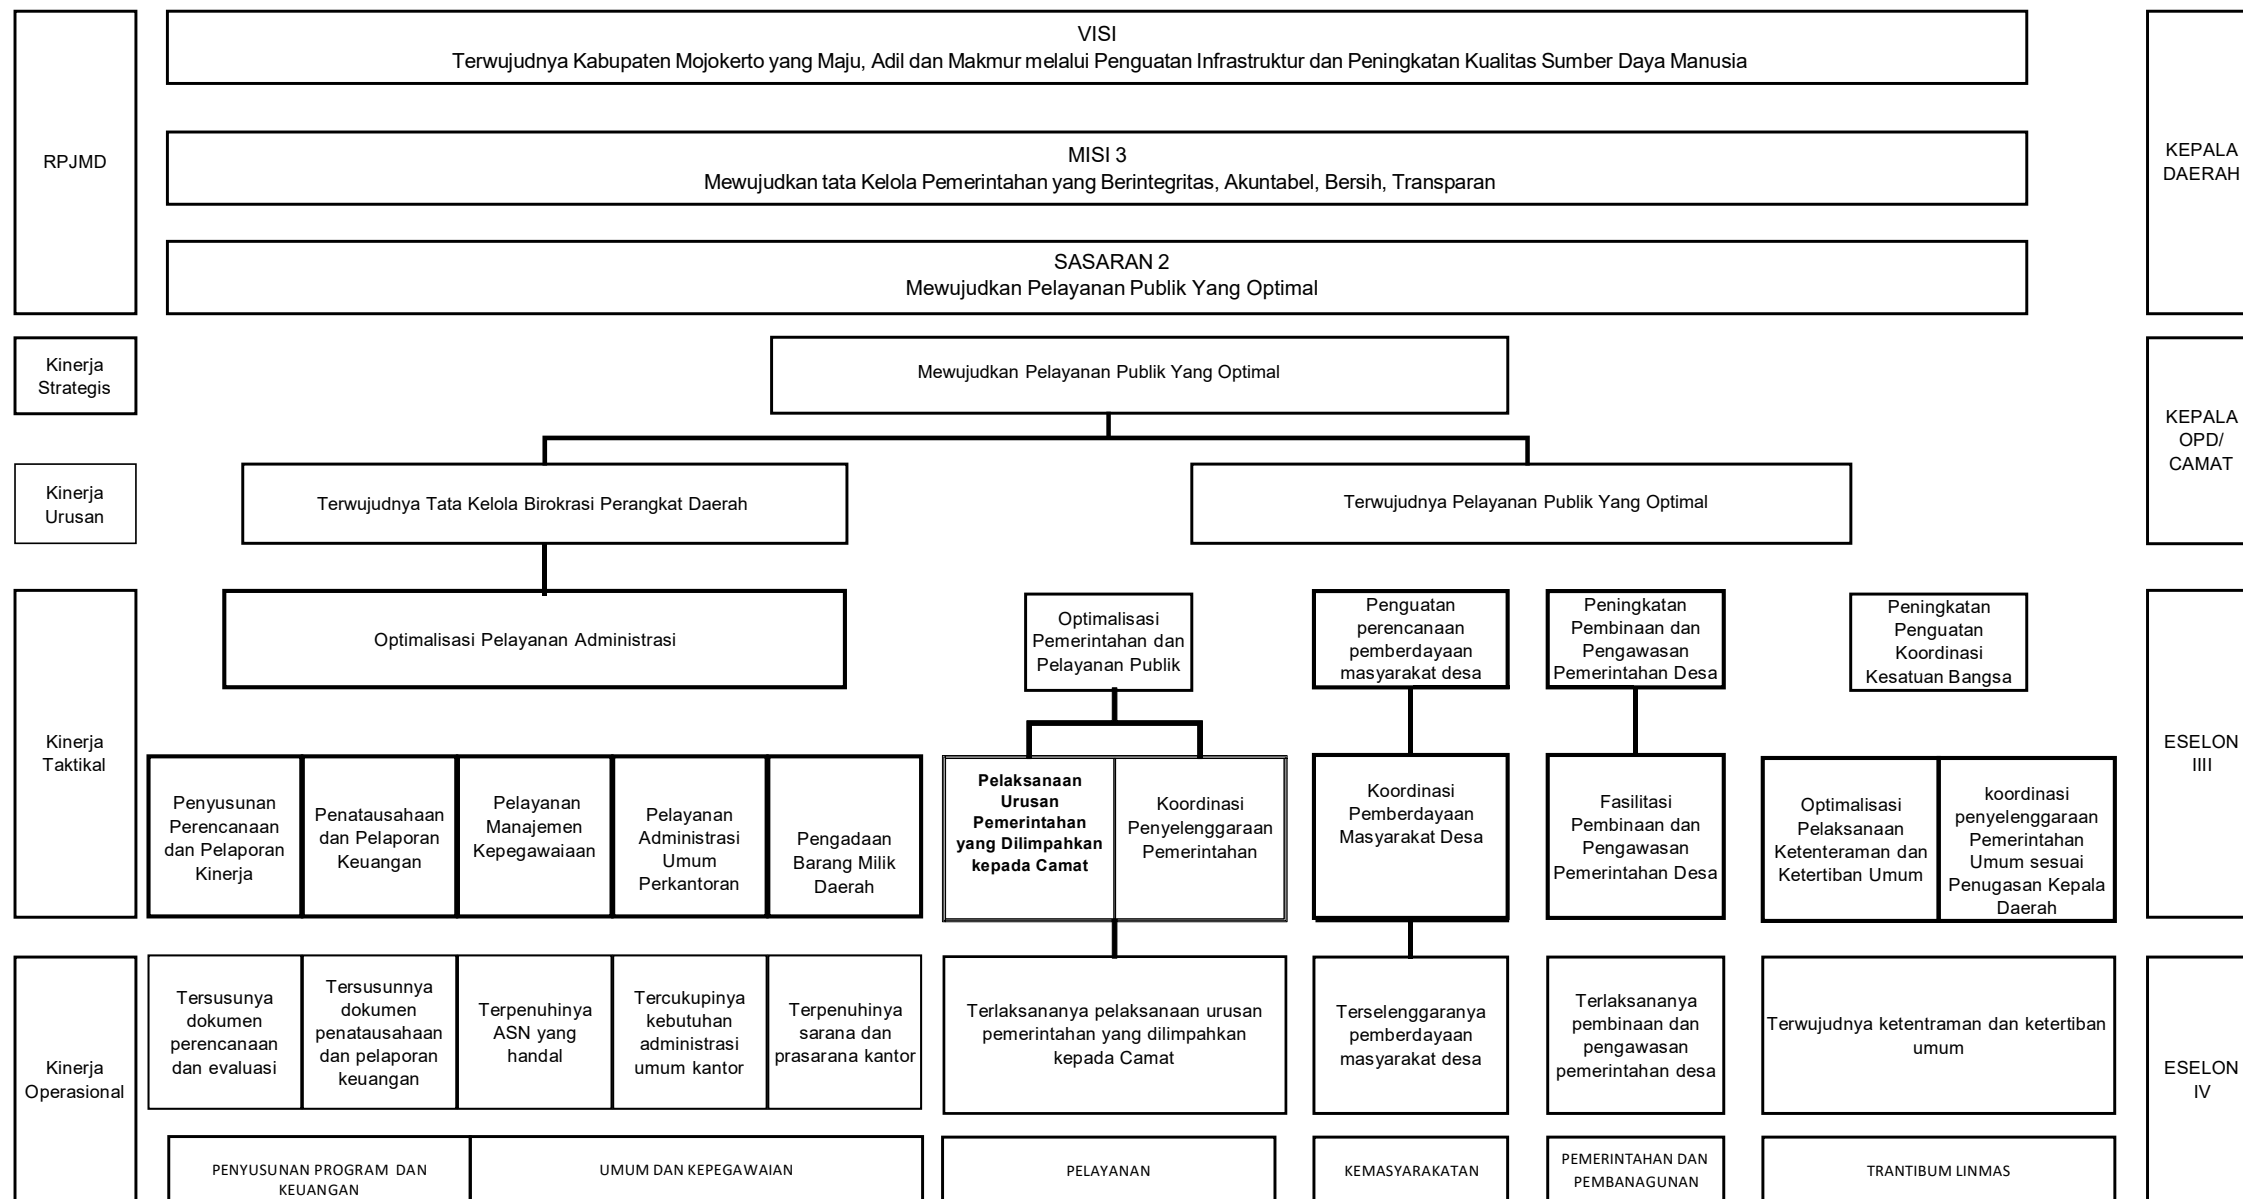 RPJMD
VISI
Terwujudnya Kabupaten Mojokerto yang Maju, Adil dan Makmur melalui Penguatan Infrastruktur dan Peningkatan Kualitas Sumber Daya Manusia
MISI 3
Mewujudkan tata Kelola Pemerintahan yang Berintegritas, Akuntabel, Bersih, Transparan
SASARAN 2
Mewujudkan Pelayanan Publik Yang Optimal
KEPALA
DAERAH
Kinerja
Strategis
Mewujudkan Pelayanan Publik Yang Optimal
KEPALA
OPD/
CAMAT
Kinerja
Urusan
Terwujudnya Tata Kelola Birokrasi Perangkat Daerah
Terwujudnya Pelayanan Publik Yang Optimal
Kinerja
Taktikal
Optimalisasi Pelayanan Administrasi
Optimalisasi
Pemerintahan dan
Pelayanan Publik
Penguatan
perencanaan
pemberdayaan
masyarakat desa
Peningkatan
Pembinaan dan
Pengawasan
Pemerintahan Desa
Peningkatan
Penguatan
Koordinasi
Kesatuan Bangsa
ESELON
IIII
Penyusunan
Perencanaan
dan Pelaporan
Kinerja
Penatausahaan
dan Pelaporan
Keuangan
Pelayanan
Manajemen
Kepegawaiaan
Pelayanan
Administrasi
Umum
Perkantoran
Pengadaan
Barang Milik
Daerah
Pelaksanaan
Urusan
Pemerintahan
yang Dilimpahkan
kepada Camat
Koordinasi
Penyelenggaraan
Pemerintahan
Koordinasi
Pemberdayaan
Masyarakat Desa
Fasilitasi
Pembinaan dan
Pengawasan
Pemerintahan Desa
Optimalisasi
Pelaksanaan
Ketenteraman dan
Ketertiban Umum
koordinasi
penyelenggaraan
Pemerintahan
Umum sesuai
Penugasan Kepala
Daerah
Kinerja
Operasional
Tersusunya
dokumen
perencanaan
dan evaluasi
Tersusunnya
dokumen
penatausahaan
dan pelaporan
keuangan
Terpenuhinya
ASN yang
handal
Tercukupinya
kebutuhan
administrasi
umum kantor
Terpenuhinya
sarana dan
prasarana kantor
Terlaksananya pelaksanaan urusan
pemerintahan yang dilimpahkan
kepada Camat
Terselenggaranya
pemberdayaan
masyarakat desa
Terlaksananya
pembinaan dan
pengawasan
pemerintahan desa
Terwujudnya ketentraman dan ketertiban
umum
ESELON
IV
PENYUSUNAN PROGRAM DAN
KEUANGAN
UMUM DAN KEPEGAWAIAN
PELAYANAN
KEMASYARAKATAN
PEMERINTAHAN DAN
PEMBANAGUNAN
TRANTIBUM LINMAS